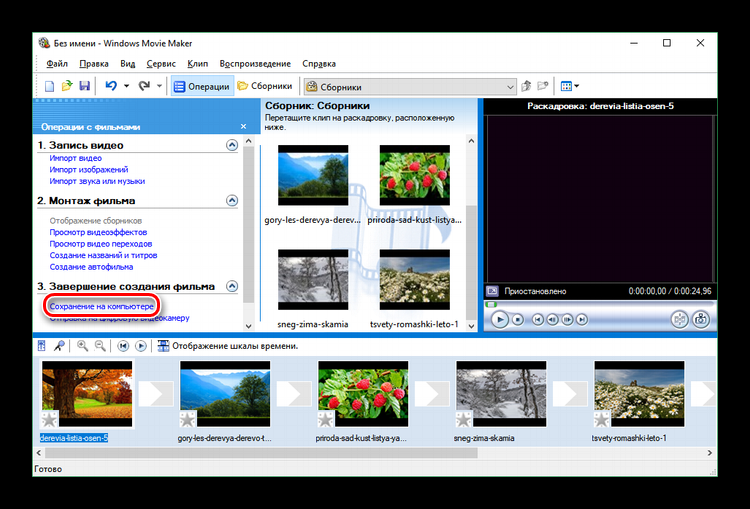 Без имени - Windows Movie Maker
Файл Правка Вид Сервис Клип Воспроизведение Справка
Операции Сборники Сборники
Операции с фильмами
1. Запись видео
Импорт видео
Импорт изображений
Импорт звука или музыки
2. Монтаж фильма
Отображение сборников
Просмотр видеоэффектов
Просмотр видео переходов
Создание названий и титров
Создание автофильма
3. Завершение создания фильма
Сохранение на компьютере
Отправка на цифровую видеокамеру
Сборник: Сборники
Перетащите клип на раскадровку, расположенную
ниже.
gory-les-derevya-derev... priroda-sad-kust-listya...
sneg-zima-skamia tsvety-romashki-leto-1
Раскадровка: derevia-listia-osen-5
Приостановлено 0:00:00,00 / 0:00:24,96
Отображение шкалы времени.
derevia-listia-osen-5 gory-les-derevya-derevo-t... priroda-sad-kust-listya-ya... sneg-zima-skamia tsvety-romashki-leto-1
Готово